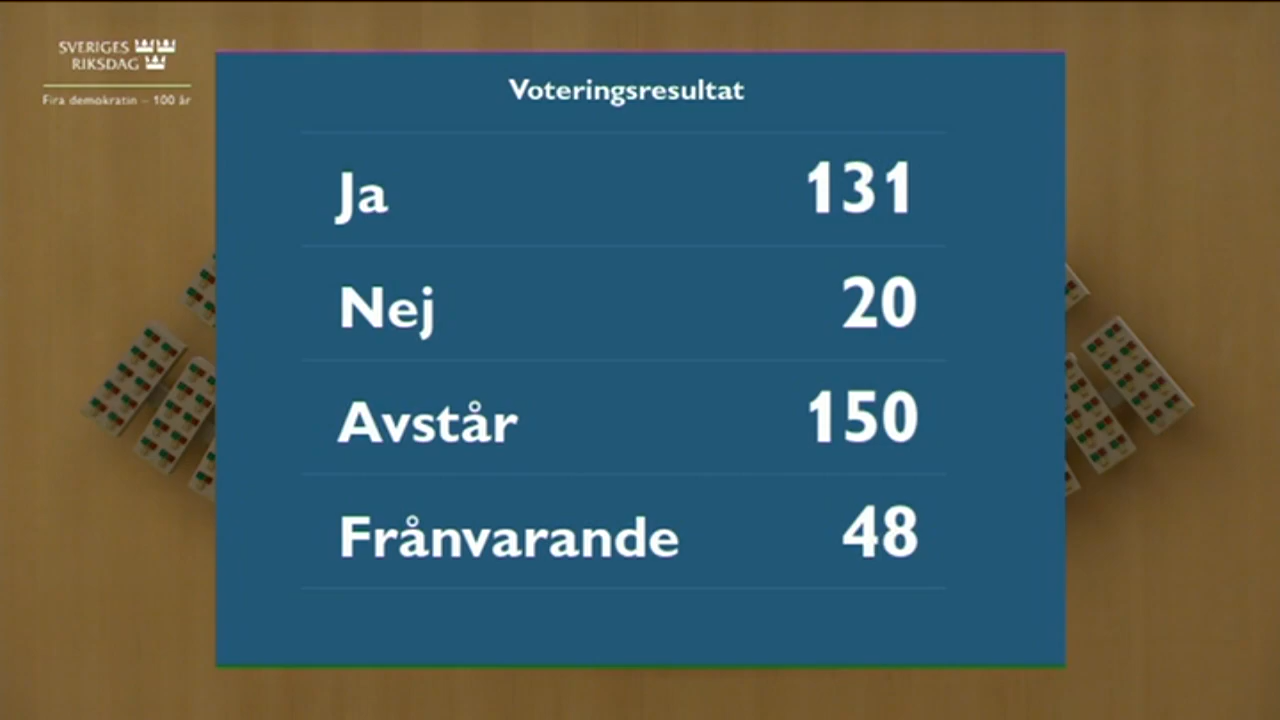 SVERIGES
RIKSDAG
Fira demokratin – 100 år
Voteringsresultat
Ja 131
Nej 20
Avstår 150
Frånvarande 48